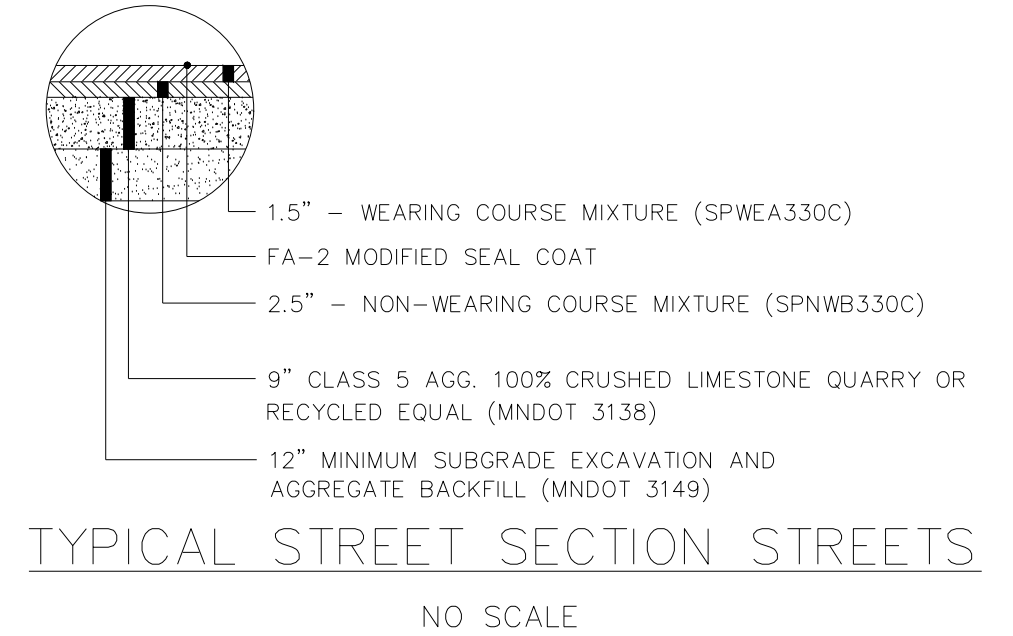 1.5" - WEARING COURSE MIXTURE (SPWEA330C)
FA-2 MODIFIED SEAL COAT
2.5" - NON-WEARING COURSE MIXTURE (SPNWB330C)
9" CLASS 5 AGG. 100% CRUSHED LIMESTONE QUARRY OR
RECYCLED EQUAL (MNDOT 3138)
12" MINIMUM SUBGRADE EXCAVATION AND
AGGREGATE BACKFILL (MNDOT 3149)
TYPICAL STREET SECTION STREETS
NO SCALE